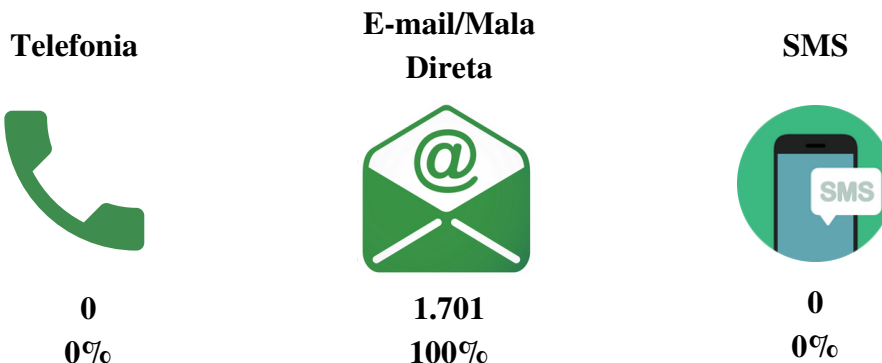 Telefonia
E-mail/Mala
Direta
SMS
@
SMS
0
0%
1.701
100%
0
0%